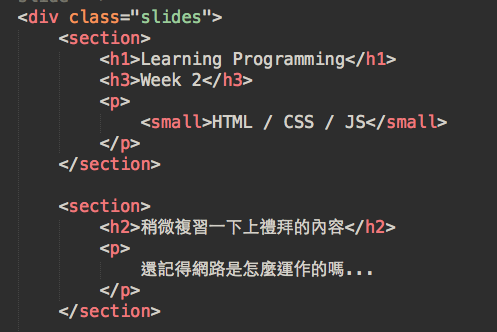 <div class="slides">
<section>
<h1>Learning Programming</h1>
<h3>Week 2</h3>
<p>
<small>HTML / CSS / JS</small>
</p>
</section>
<section>
<h2>稍微複習一下上禮拜的內容</h2>
<p>
還記得網路是怎麼運作的嗎...
</p>
</section>